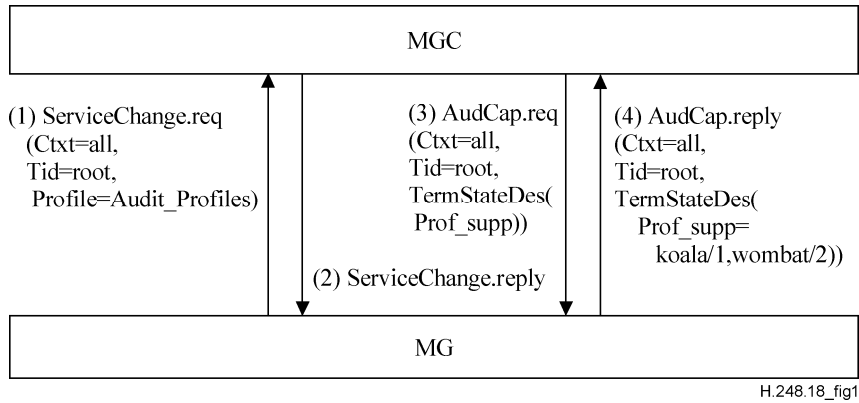 MGC
(1) ServiceChange.req
(Ctxt=all,
Tid=root,
Profile=Audit_Profiles)
(2) ServiceChange.reply
(3) AudCap.req
(Ctxt=all,
Tid=root,
TermStateDes(
Prof_supp))
(4) AudCap.reply
(Ctxt=all,
Tid=root,
TermStateDes(
Prof_supp=
koala/1,wombat/2))
MG
H.248.18_fig1